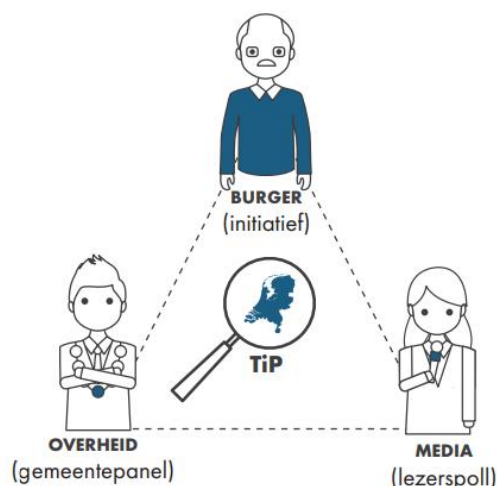 BURGER
(initiatief)
TiP
OVERHEID
(gemeentepanel)
MEDIA
(lezerspoll)